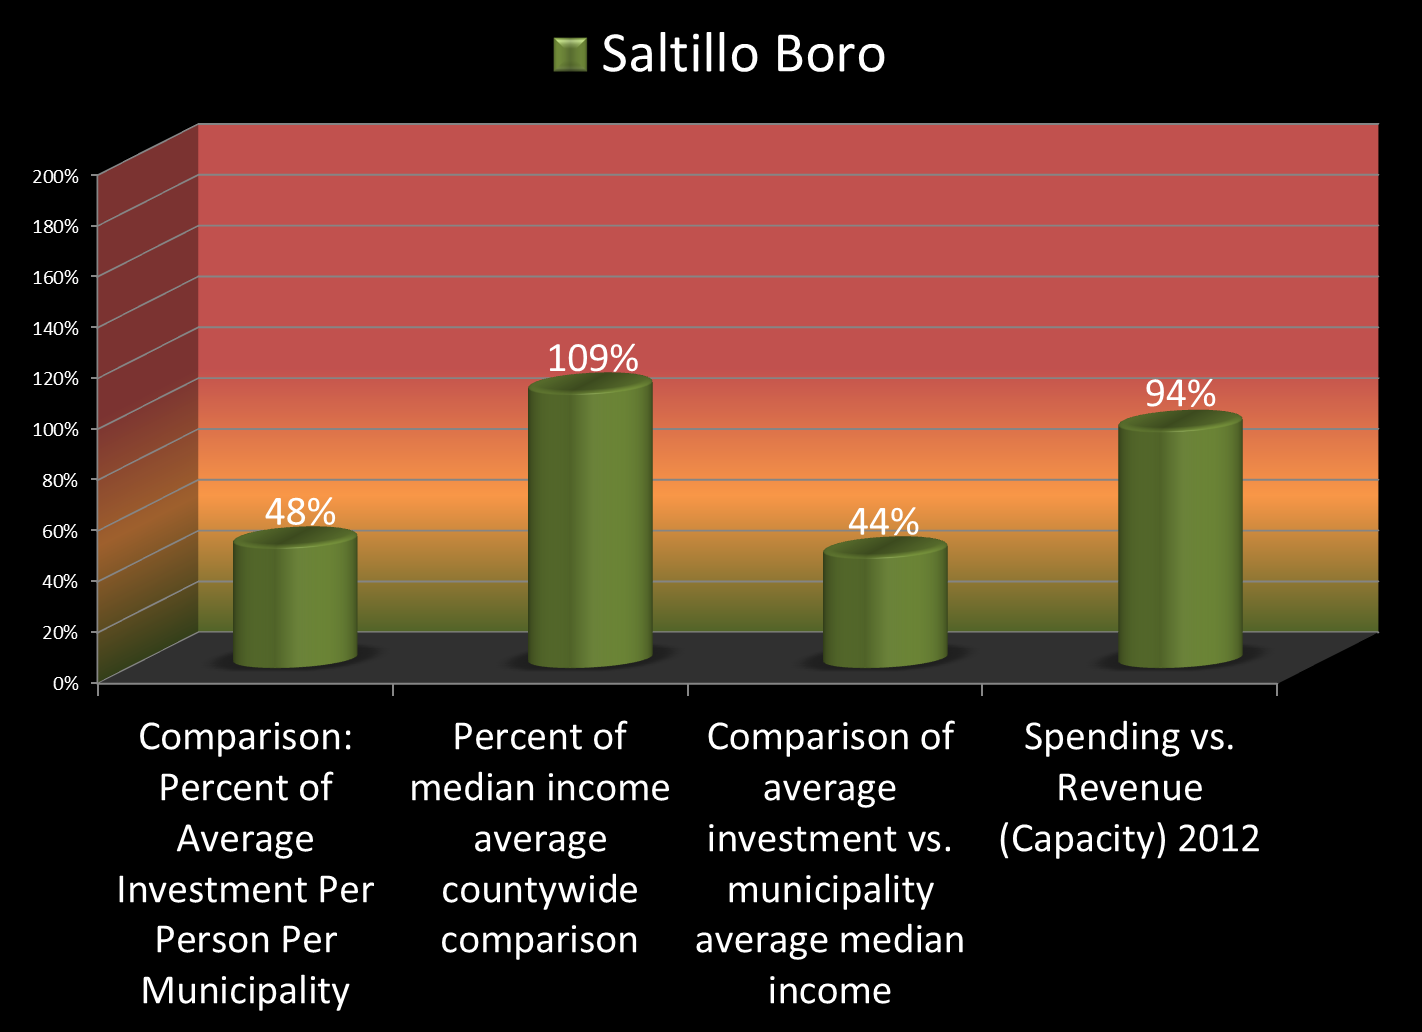 Saltillo Boro
200%
180%
160%
140%
120%
100%
80%
60%
40%
20%
0%
48%
109%
44%
94%
Comparison:
Percent of
Average
Investment Per
Person Per
Municipality
Percent of
median income
average
countywide
comparison
Comparison of
average
investment vs.
municipality
average median
income
Spending vs.
Revenue
(Capacity) 2012